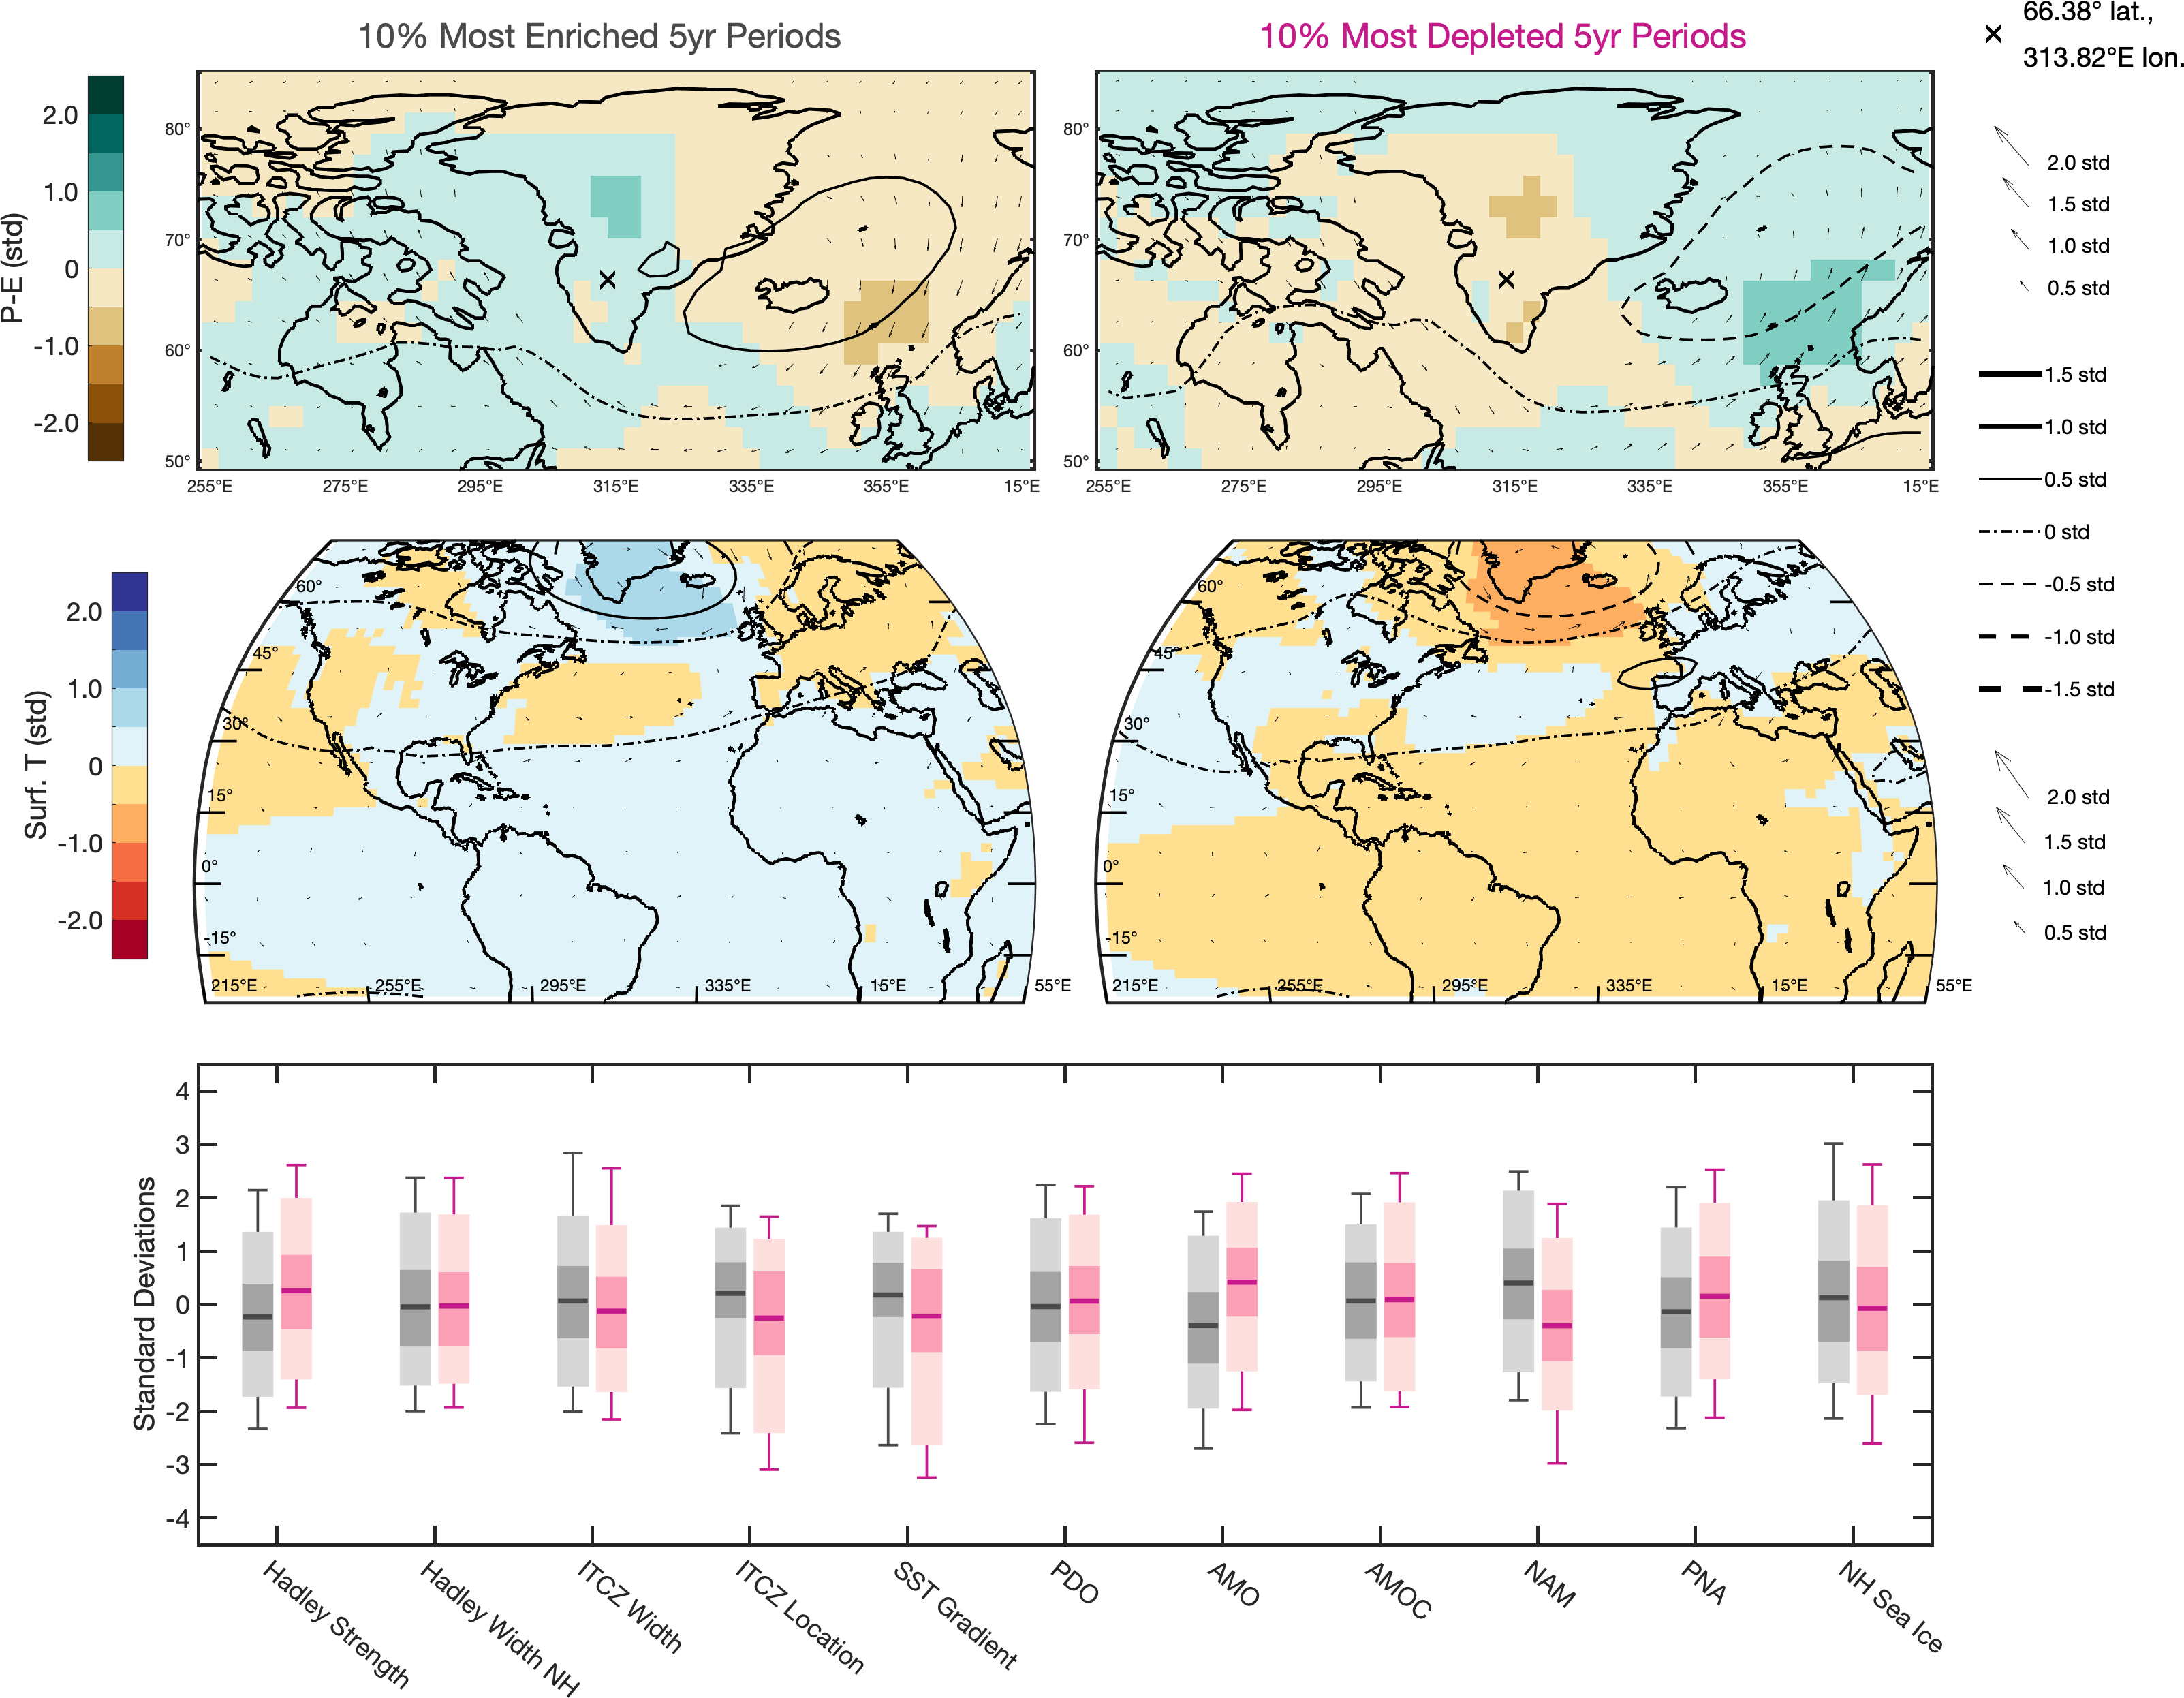 10% Most Enriched 5yr Periods
10% Most Depleted 5yr Periods
66.38° lat.,
313.82°E lon.
P-E (std)
2.0
1.0
0
-1.0
-2.0
80°
70°
60°
50°
255°E 275°E 295°E 315°E 335°E 355°E 15°E
80°
70°
60°
50°
255°E 275°E 295°E 315°E 335°E 355°E 15°E
2.0 std
1.5 std
1.0 std
0.5 std
1.5 std
1.0 std
0.5 std
0 std
-0.5 std
-1.0 std
-1.5 std
Surf. T (std)
2.0
1.0
0
-1.0
-2.0
60°
45°
30°
15°
0°
-15°
215°E 255°E 295°E 335°E 15°E 55°E
60°
45°
30°
15°
0°
-15°
215°E 255°E 295°E 335°E 15°E 55°E
2.0 std
1.5 std
1.0 std
0.5 std
Standard Deviations
4
3
2
1
0
-1
-2
-3
-4
Hadley Strength
Hadley Width NH
ITCZ Width
ITCZ Location
SST Gradient
PDO
AMO
AMOC
NAM
PNA
NH Sea Ice